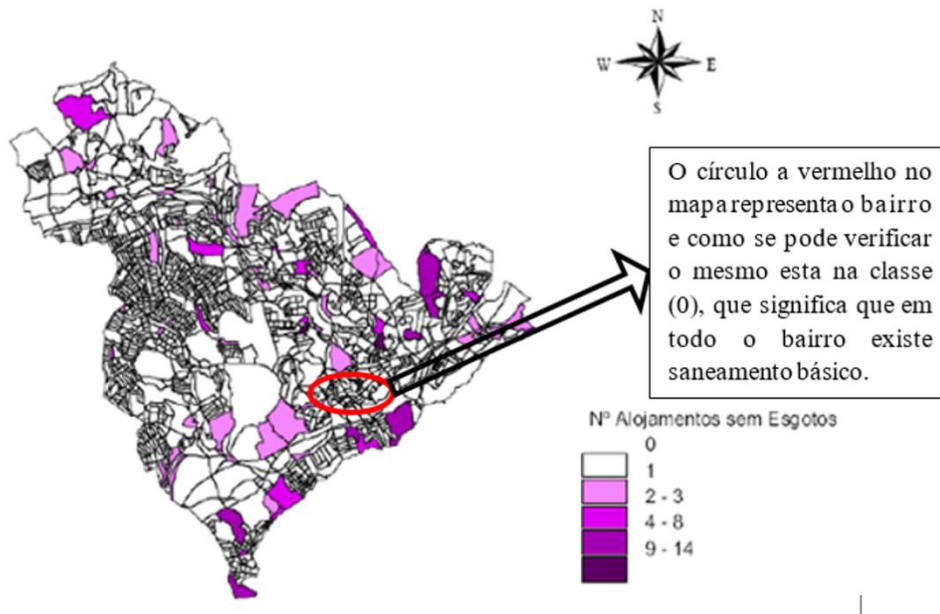 N
W E
S
O círculo a vermelho no
mapa representa o bairro
e como se pode verificar
o mesmo esta na classe
(0), que significa que em
todo o bairro existe
saneamento básico.
Nº Alojamentos sem Esgotos
0
1
2 - 3
4 - 8
9 - 14